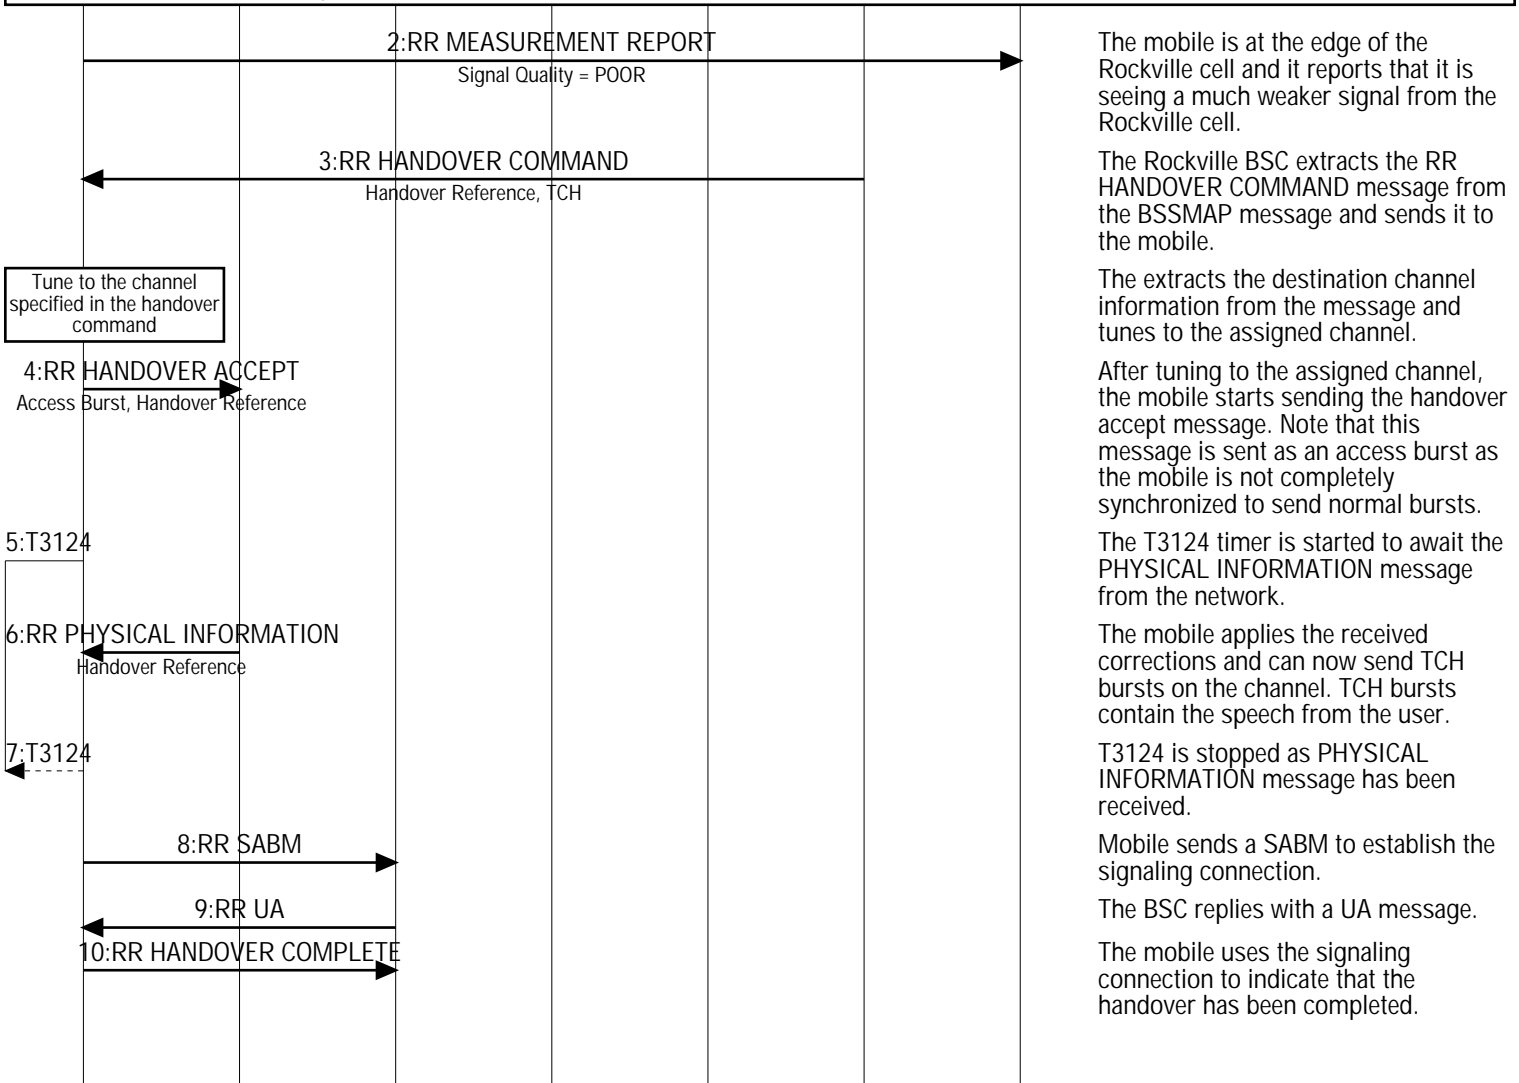 2:RR MEASUREMENT REPORT
Signal Quality = POOR
The mobile is at the edge of the
Rockville cell and it reports that it is
seeing a much weaker signal from the
Rockville cell.
3:RR HANDOVER COMMAND
Handover Reference, TCH
The Rockville BSC extracts the RR
HANDOVER COMMAND message from
the BSSMAP message and sends it to
the mobile.
Tune to the channel
specified in the handover
command
The extracts the destination channel
information from the message and
tunes to the assigned channel.
4:RR HANDOVER ACCEPT
Access Burst, Handover Reference
After tuning to the assigned channel,
the mobile starts sending the handover
accept message. Note that this
message is sent as an access burst as
the mobile is not completely
synchronized to send normal bursts.
5:T3124
The T3124 timer is started to await the
PHYSICAL INFORMATION message
from the network.
6:RR PHYSICAL INFORMATION
Handover Reference
The mobile applies the received
corrections and can now send TCH
bursts on the channel. TCH bursts
contain the speech from the user.
7:T3124
T3124 is stopped as PHYSICAL
INFORMATION message has been
received.
8:RR SABM
Mobile sends a SABM to establish the
signaling connection.
9:RR UA
The BSC replies with a UA message.
10:RR HANDOVER COMPLETE
The mobile uses the signaling
connection to indicate that the
handover has been completed.